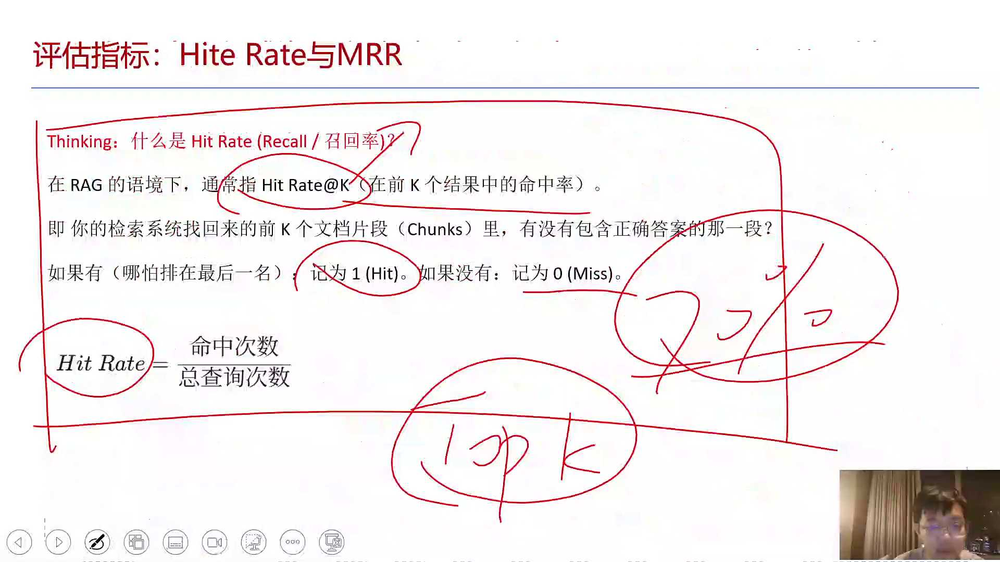 评估指标：Hite Rate与MRR
Thinking：什么是 Hit Rate (Recall / 召回率)？
在 RAG 的语境下，通常指 Hit Rate@K（在前 K 个结果中的命中率）。
即 你的检索系统找回来的前 K 个文档片段（Chunks）里，有没有包含正确答案的那一段？
如果有（哪怕排在最后一名）：记为 1 (Hit)。如果没有：记为 0 (Miss)。
Hit Rate = 命中次数
总查询次数
70%
Top K